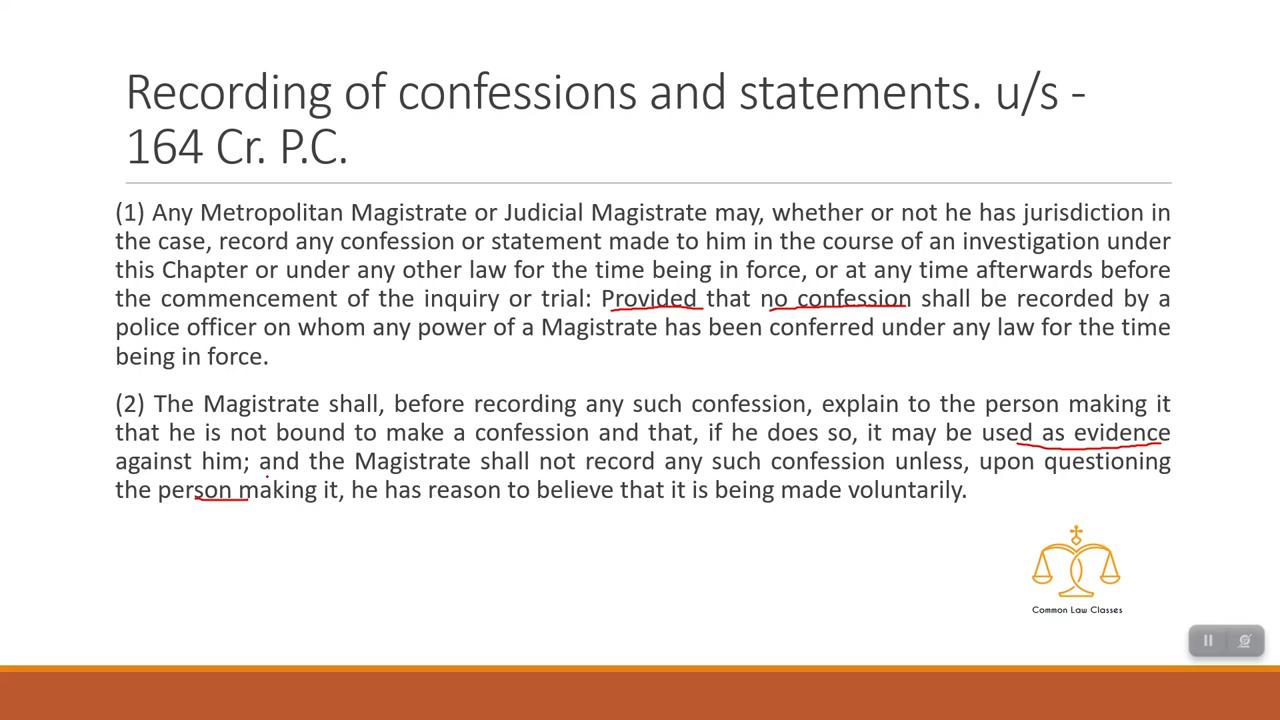 Recording of confessions and statements. u/s -
164 Cr. P.C.
(1) Any Metropolitan Magistrate or Judicial Magistrate may, whether or not he has jurisdiction in
the case, record any confession or statement made to him in the course of an investigation under
this Chapter or under any other law for the time being in force, or at any time afterwards before
the commencement of the inquiry or trial: Provided that no confession shall be recorded by a
police officer on whom any power of a Magistrate has been conferred under any law for the time
being in force.
(2) The Magistrate shall, before recording any such confession, explain to the person making it
that he is not bound to make a confession and that, if he does so, it may be used as evidence
against him; and the Magistrate shall not record any such confession unless, upon questioning
the person making it, he has reason to believe that it is being made voluntarily.
Common Law Classes